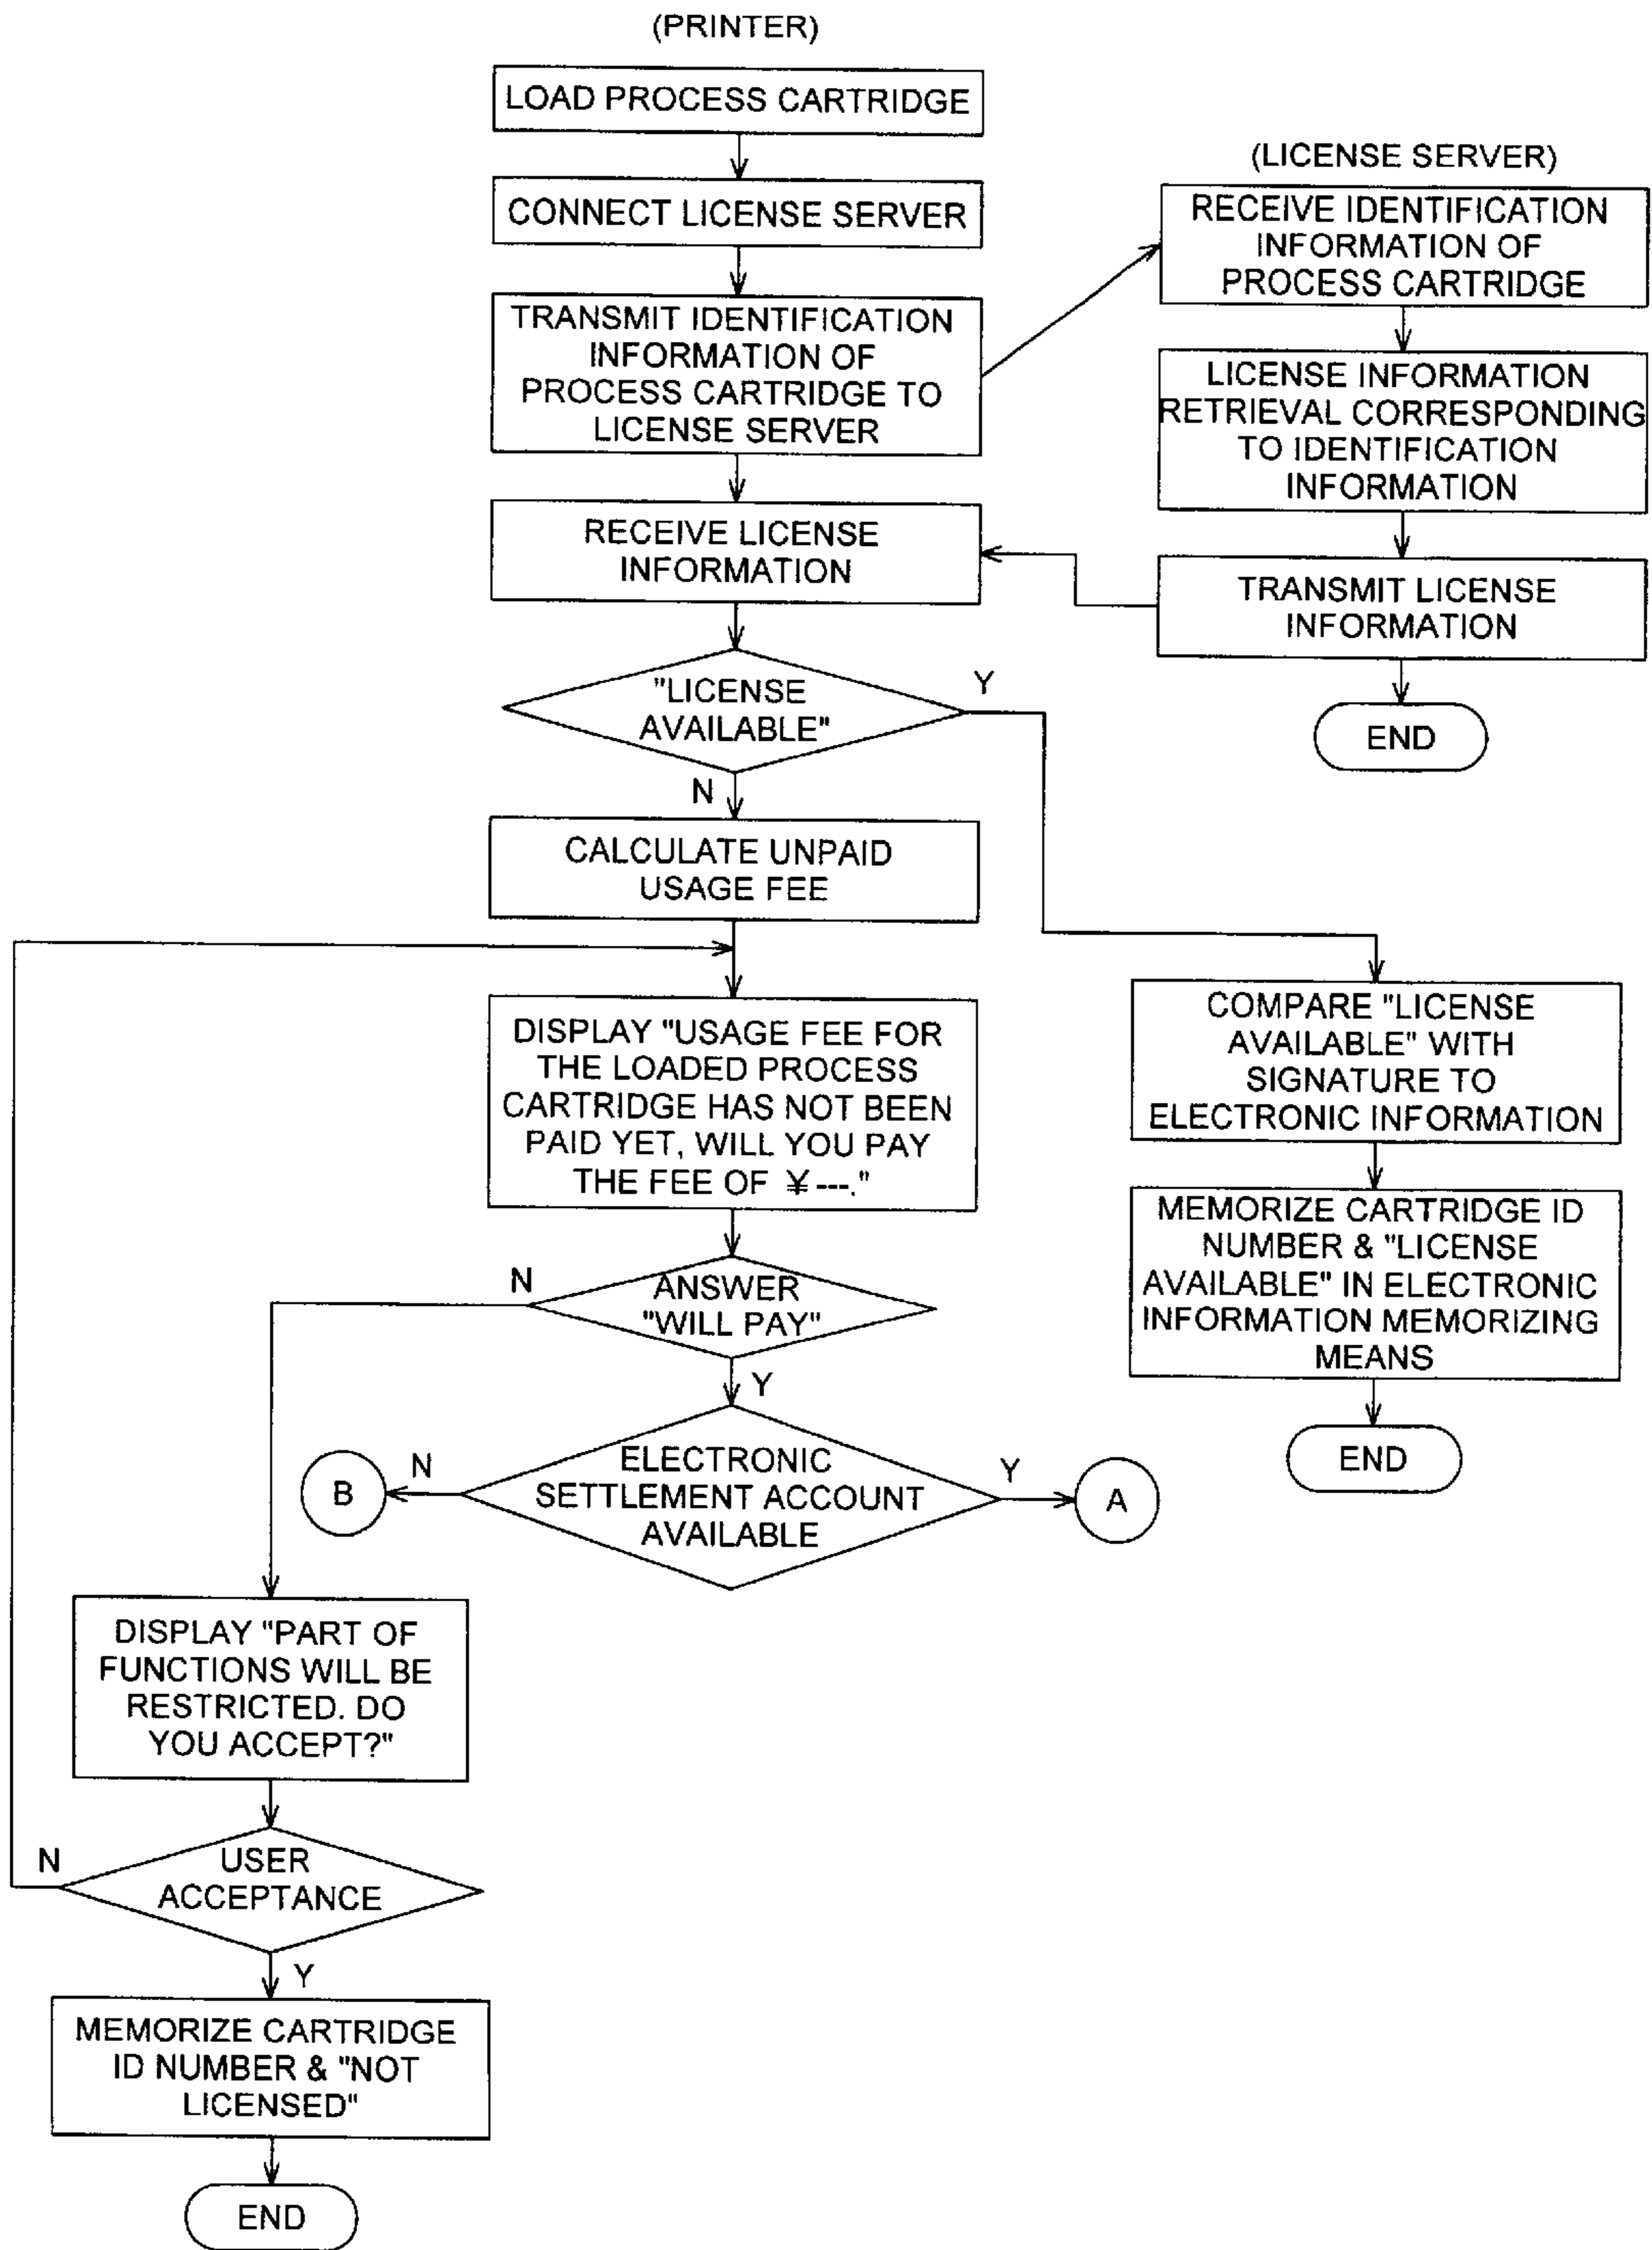 (PRINTER)
LOAD PROCESS CARTRIDGE
CONNECT LICENSE SERVER
TRANSMIT IDENTIFICATION
INFORMATION OF
PROCESS CARTRIDGE TO
LICENSE SERVER
(LICENSE SERVER)
RECEIVE IDENTIFICATION
INFORMATION OF
PROCESS CARTRIDGE
LICENSE INFORMATION
RETRIEVAL CORRESPONDING
TO IDENTIFICATION
INFORMATION
TRANSMIT LICENSE
INFORMATION
END
RECEIVE LICENSE
INFORMATION
"LICENSE
AVAILABLE"
Y
N
CALCULATE UNPAID
USAGE FEE
DISPLAY "USAGE FEE FOR
THE LOADED PROCESS
CARTRIDGE HAS NOT BEEN
PAID YET, WILL YOU PAY
THE FEE OF ¥ ---."
COMPARE "LICENSE
AVAILABLE" WITH
SIGNATURE TO
ELECTRONIC INFORMATION
MEMORIZE CARTRIDGE ID
NUMBER & "LICENSE
AVAILABLE" IN ELECTRONIC
INFORMATION MEMORIZING
MEANS
END
ANSWER
"WILL PAY"
N
Y
ELECTRONIC
SETTLEMENT ACCOUNT
AVAILABLE
N
B
Y
A
DISPLAY "PART OF
FUNCTIONS WILL BE
RESTRICTED. DO
YOU ACCEPT?"
USER
ACCEPTANCE
N
Y
MEMORIZE CARTRIDGE
ID NUMBER & "NOT
LICENSED"
END